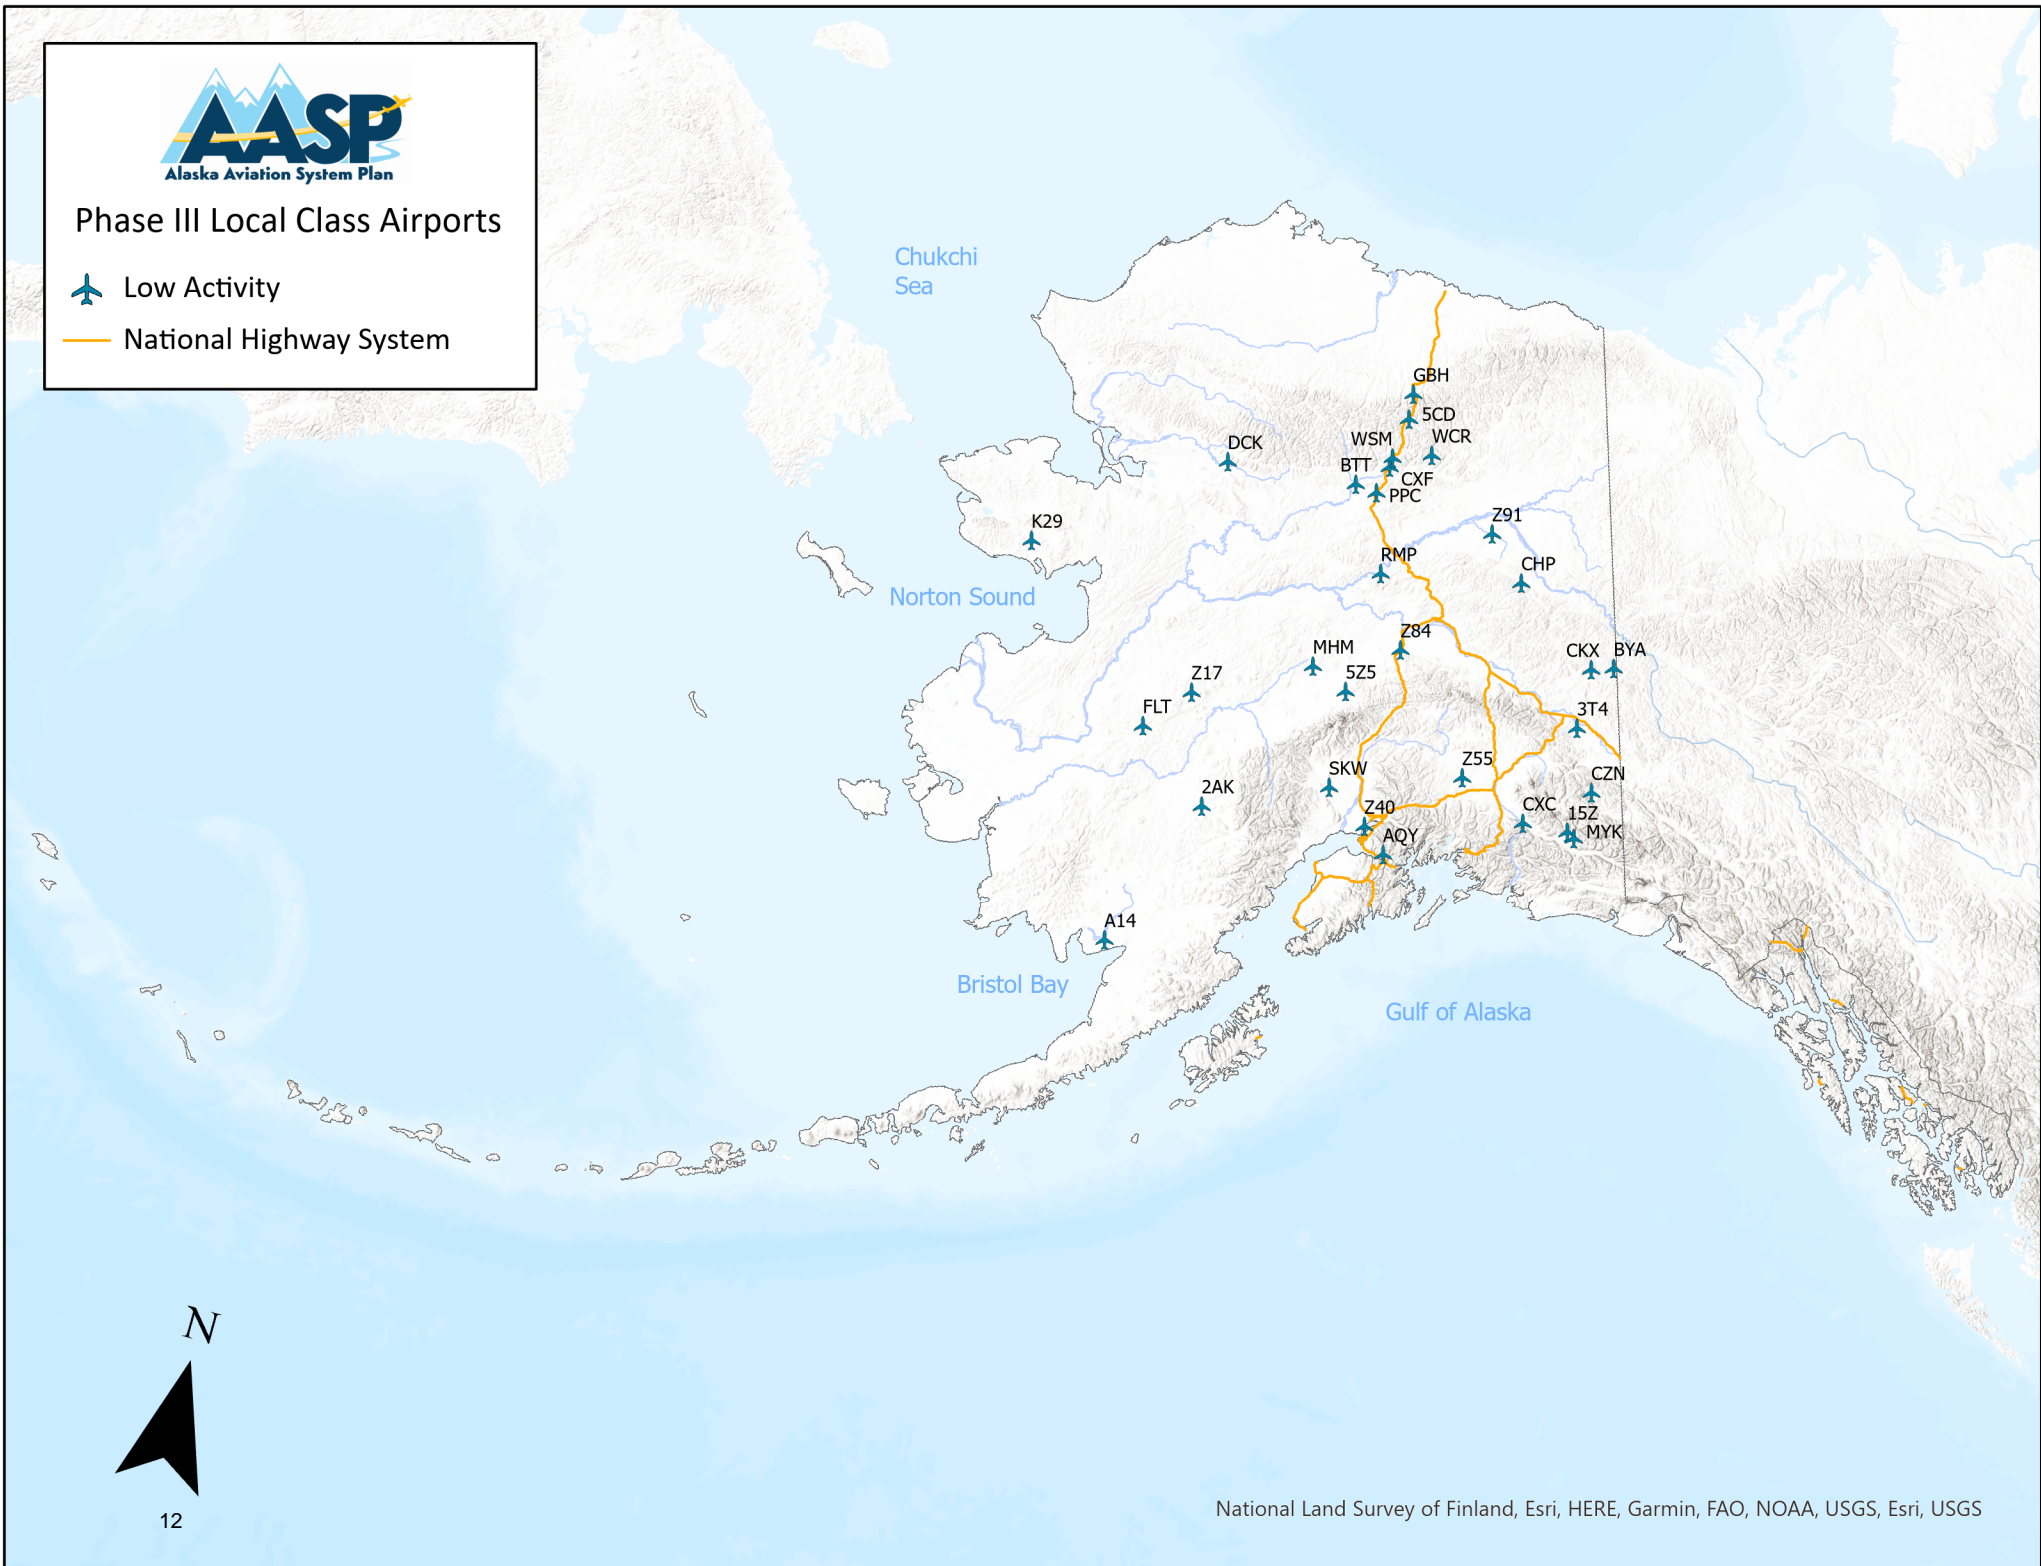 AASP
Alaska Aviation System Plan
Phase III Local Class Airports
Low Activity
National Highway System
Chukchi
Sea
GBH
5CD
WSM
WCR
DCK
BTT
CXF
PPC
Z91
K29
RMP
CHP
Norton Sound
Z84
MHM
CKX
BYA
Z17
5Z5
FLT
3T4
Z55
SKW
CZN
2AK
Z40
CXC
15Z
MYK
AQY
A14
Bristol Bay
Gulf of Alaska
N
12
National Land Survey of Finland, Esri, HERE, Garmin, FAO, NOAA, USGS, Esri, USGS